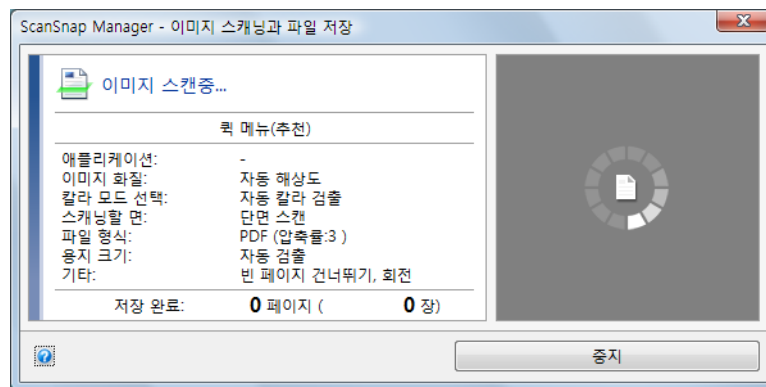 ScanSnap Manager - 이미지 스캐닝과 파일 저장
이미지 스캔중...
퀵 메뉴(추천)
애플리케이션: -
이미지 화질: 자동 해상도
칼라 모드 선택: 자동 칼라 검출
스캐닝할 면: 단면 스캔
파일 형식: PDF (압축률:3 )
용지 크기: 자동 검출
기타: 빈 페이지 건너뛰기, 회전
저장 완료: 0 페이지 ( 0 장)
중지